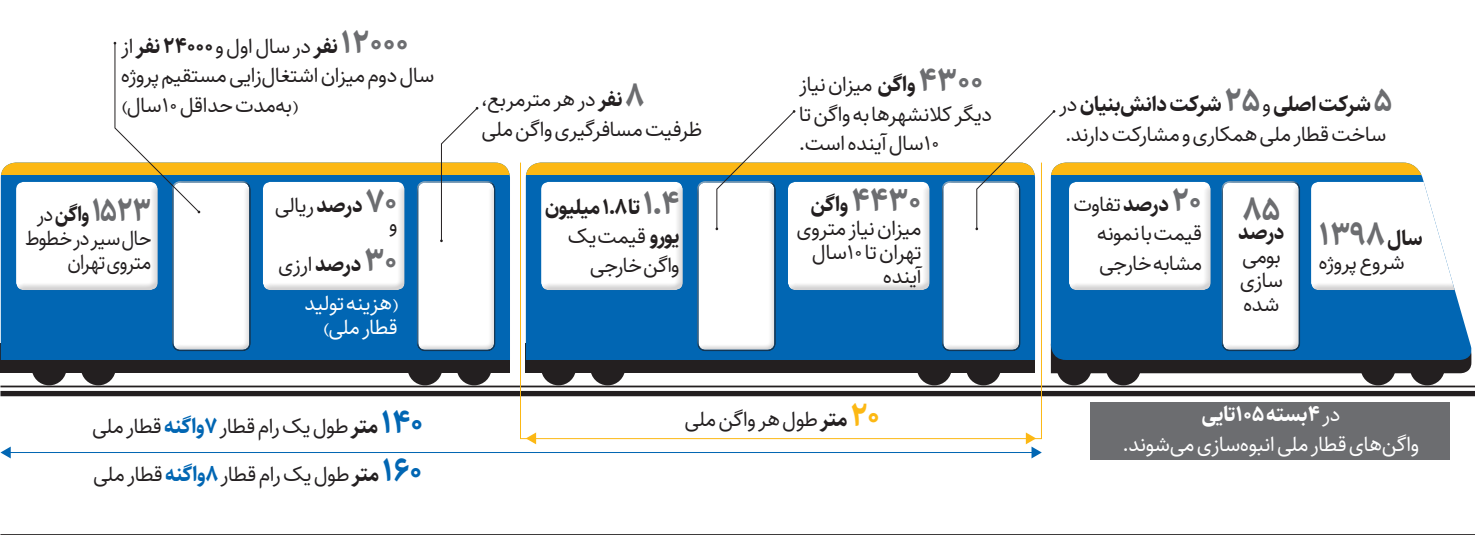 ۵ شرکت اصلی و ۲۵ شرکت دانش‌بنیان در
ساخت قطار ملی همکاری و مشارکت دارند.
۴۳۰۰ واگن میزان نیاز
دیگر کلانشهرها به واگن تا
۱۰سال آینده است.
۸ نفر در هر مترمربع،
ظرفیت مسافرگیری واگن ملی
۱۲۰۰۰ نفر در سال اول و ۲۴۰۰۰ نفر از
سال دوم میزان اشتغال‌زایی مستقیم پروژه
(به‌مدت حداقل ۱۰سال)
سال ۱۳۹۸
شروع پروژه
۸۵
درصد
بومی
سازی
شده
۲۰ درصد تفاوت
قیمت با نمونه
مشابه خارجی
۴۴۳۰ واگن
میزان نیاز متروی
تهران تا ۱۰سال
آینده
۱.۴ تا ۱.۸ میلیون
یورو قیمت یک
واگن خارجی
۷۰ درصد ریالی
و
۳۰ درصد ارزی
(هزینه تولید
قطار ملی)
۱۵۲۳ واگن در
حال سیر در خطوط
متروی تهران
در ۴بسته ۱۰۵تایی
واگن‌های قطار ملی انبوه‌سازی می‌شوند.
۲۰ متر طول هر واگن ملی
۱۴۰ متر طول یک رام قطار ۷واگنه قطار ملی
۱۶۰ متر طول یک رام قطار ۸واگنه قطار ملی